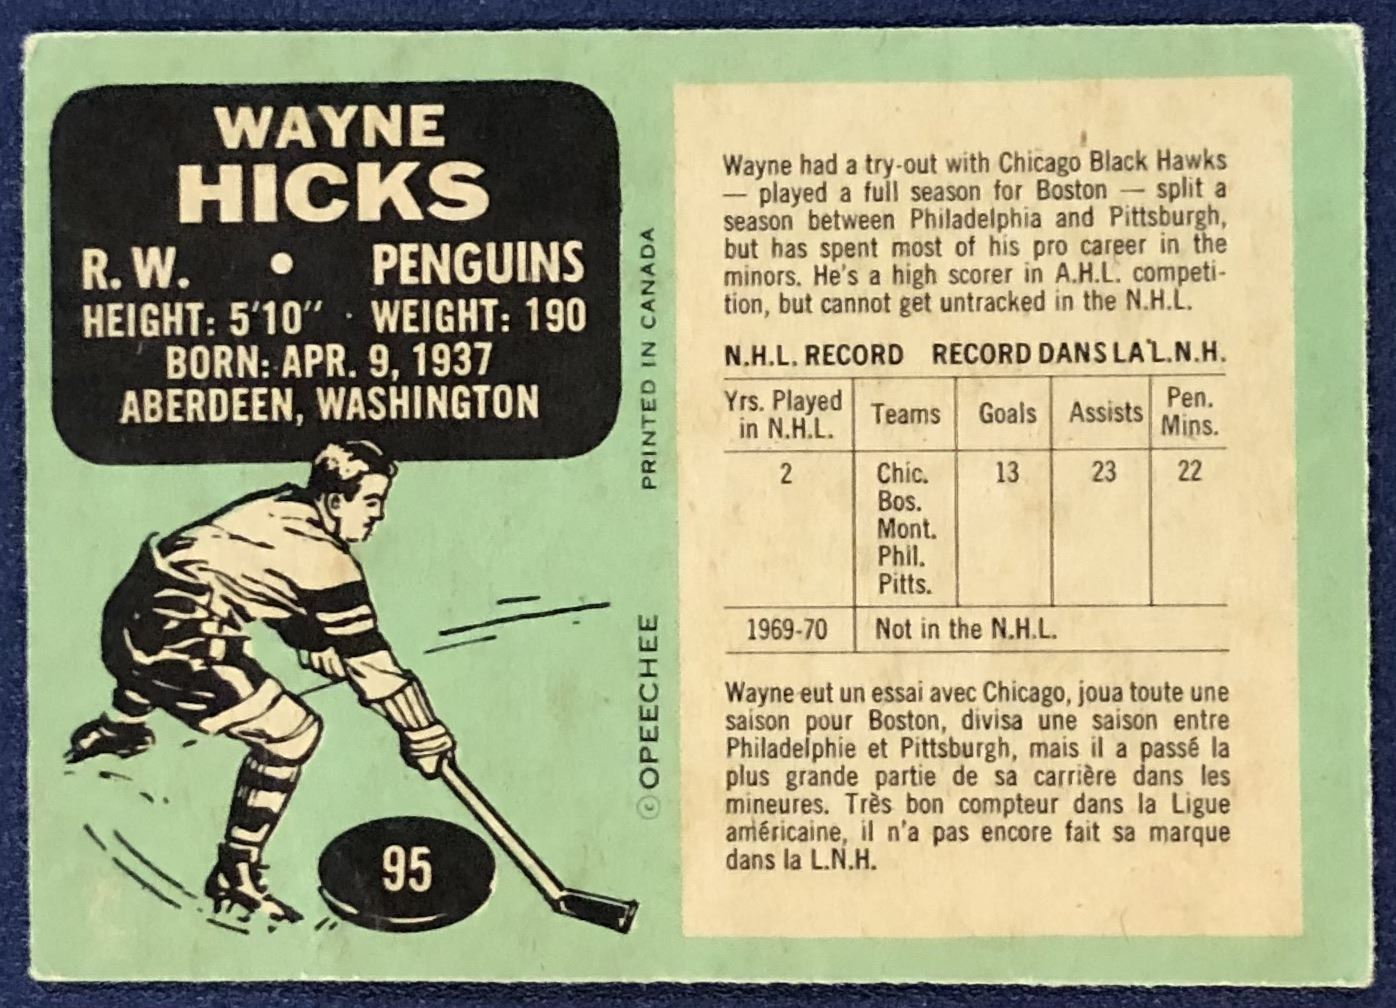 WAYNE
HICKS
R. W. • PENGUINS
HEIGHT: 5'10" · WEIGHT: 190
BORN: APR. 9, 1937
ABERDEEN, WASHINGTON
95
©OPEECHEE PRINTED IN CANADA
Wayne had a try-out with Chicago Black Hawks
— played a full season for Boston — split a
season between Philadelphia and Pittsburgh,
but has spent most of his pro career in the
minors. He's a high scorer in A.H.L. competi-
tion, but cannot get untracked in the N.H.L.
N.H.L. RECORD RECORD DANS LA L.N.H.
Yrs. Played in N.H.L. Teams Goals Assists Pen. Mins.
2 Chic. 13 23 22
Bos.
Mont.
Phil.
Pitts.
1969-70 Not in the N.H.L.
Wayne eut un essai avec Chicago, joua toute une
saison pour Boston, divisa une saison entre
Philadelphie et Pittsburgh, mais il a passé la
plus grande partie de sa carrière dans les
mineures. Très bon compteur dans la Ligue
américaine, il n'a pas encore fait sa marque
dans la L.N.H.